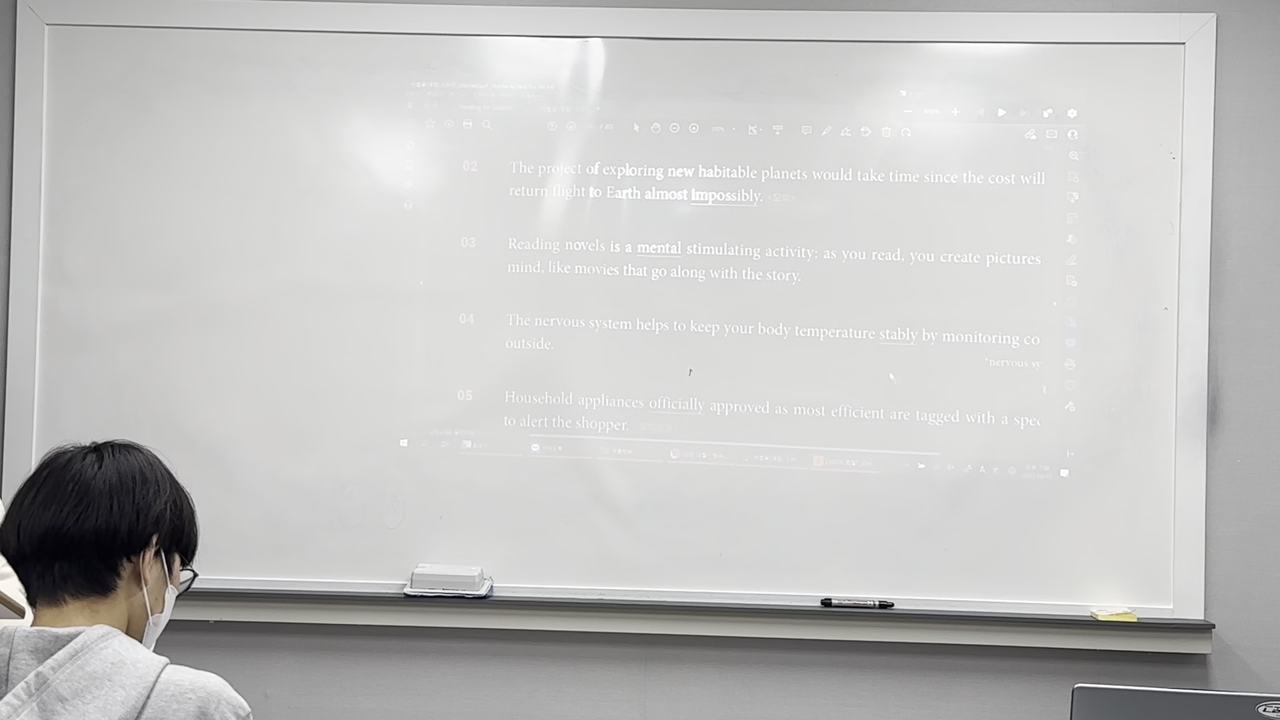 02 The project of exploring new habitable planets would take time since the cost will
return flight to Earth almost impossibly.
03 Reading novels is a mental stimulating activity; as you read, you create pictures
mind, like movies that go along with the story.
04 The nervous system helps to keep your body temperature stably by monitoring co
outside.
*nervous sy
05 Household appliances officially approved as most efficient are tagged with a spec
to alert the shopper.